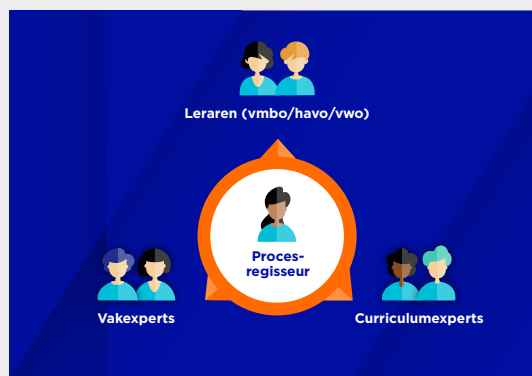 Leraren (vmbo/havo/vwo)
Proces-
regisseur
Vakexperts
Curriculumexperts